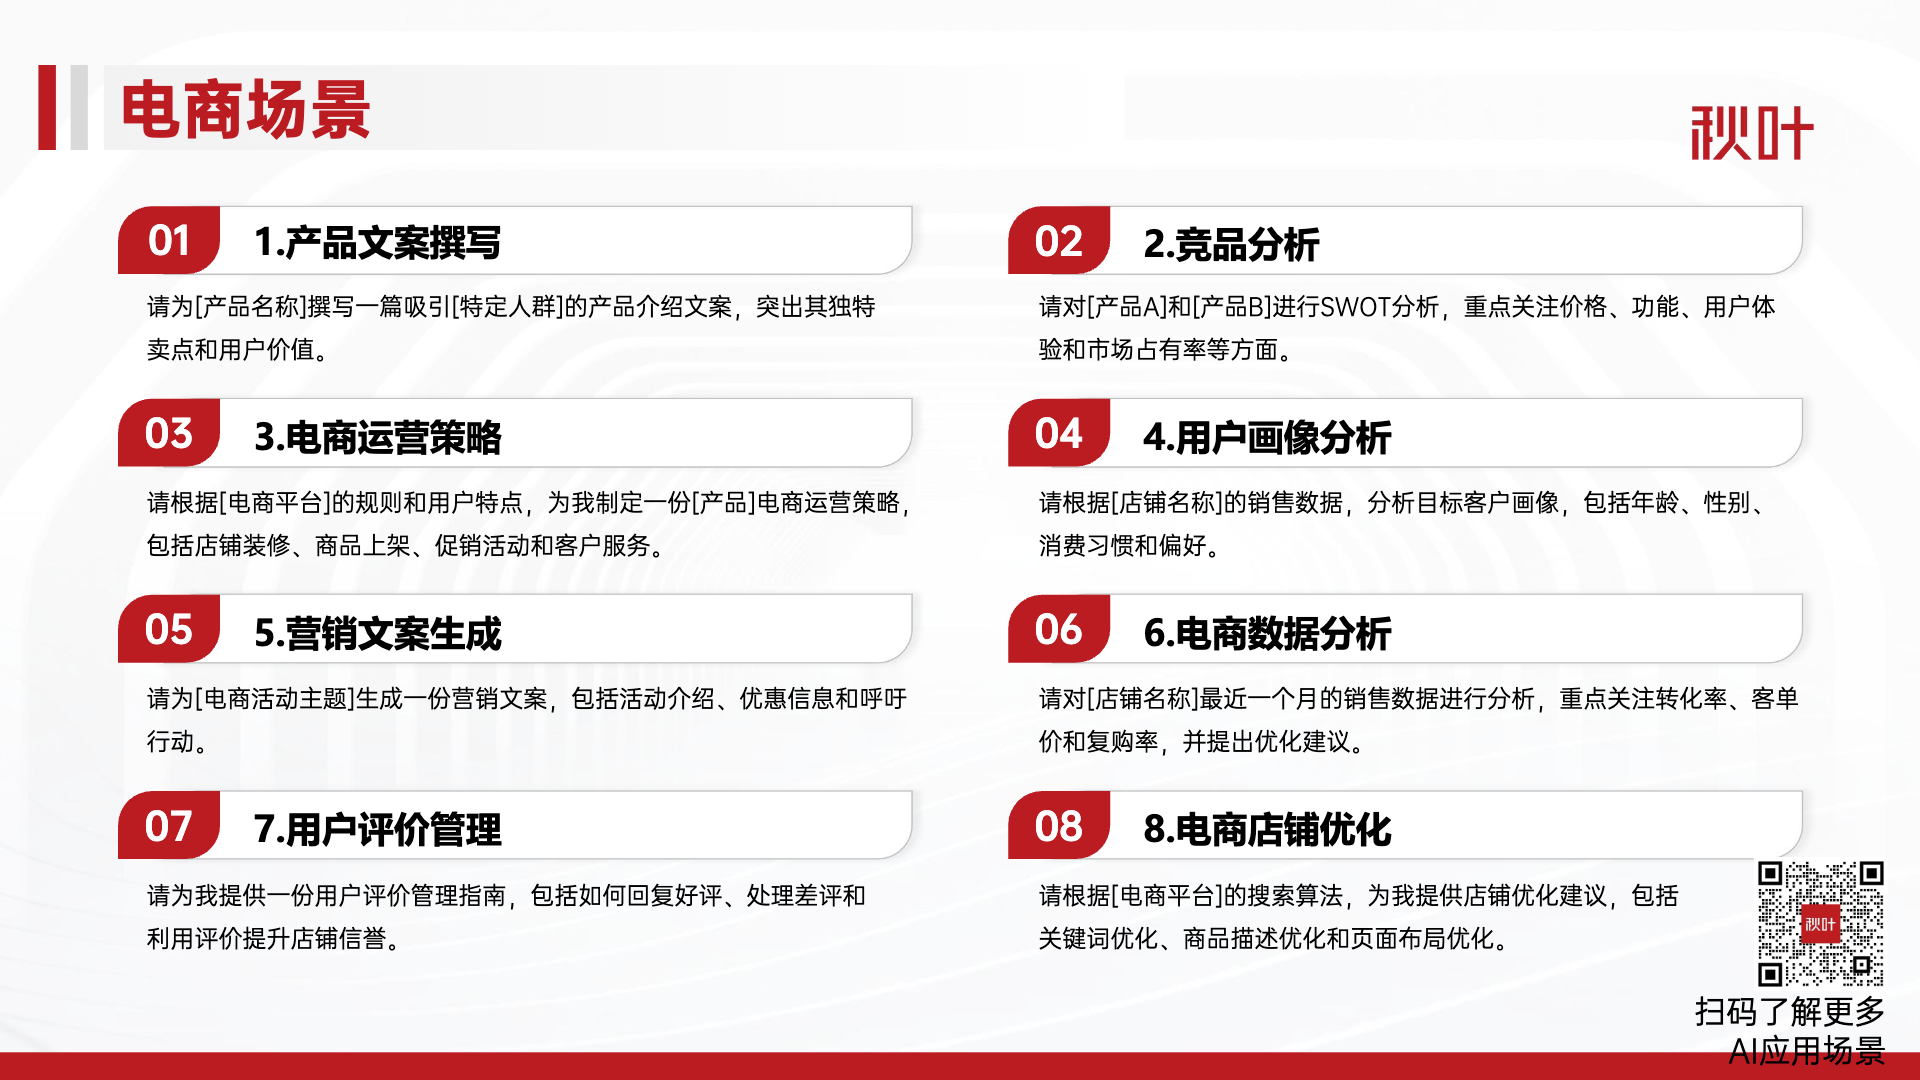 电商场景
秋叶
01 1.产品文案撰写
请为[产品名称]撰写一篇吸引[特定人群]的产品介绍文案，突出其独特
卖点和用户价值。
02 2.竞品分析
请对[产品A]和[产品B]进行SWOT分析，重点关注价格、功能、用户体
验和市场占有率等方面。
03 3.电商运营策略
请根据[电商平台]的规则和用户特点，为我制定一份[产品]电商运营策略，
包括店铺装修、商品上架、促销活动和客户服务。
04 4.用户画像分析
请根据[店铺名称]的销售数据，分析目标客户画像，包括年龄、性别、
消费习惯和偏好。
05 5.营销文案生成
请为[电商活动主题]生成一份营销文案，包括活动介绍、优惠信息和呼吁
行动。
06 6.电商数据分析
请对[店铺名称]最近一个月的销售数据进行分析，重点关注转化率、客单
价和复购率，并提出优化建议。
07 7.用户评价管理
请为我提供一份用户评价管理指南，包括如何回复好评、处理差评和
利用评价提升店铺信誉。
08 8.电商店铺优化
请根据[电商平台]的搜索算法，为我提供店铺优化建议，包括
关键词优化、商品描述优化和页面布局优化。
秋叶
扫码了解更多
AI应用场景